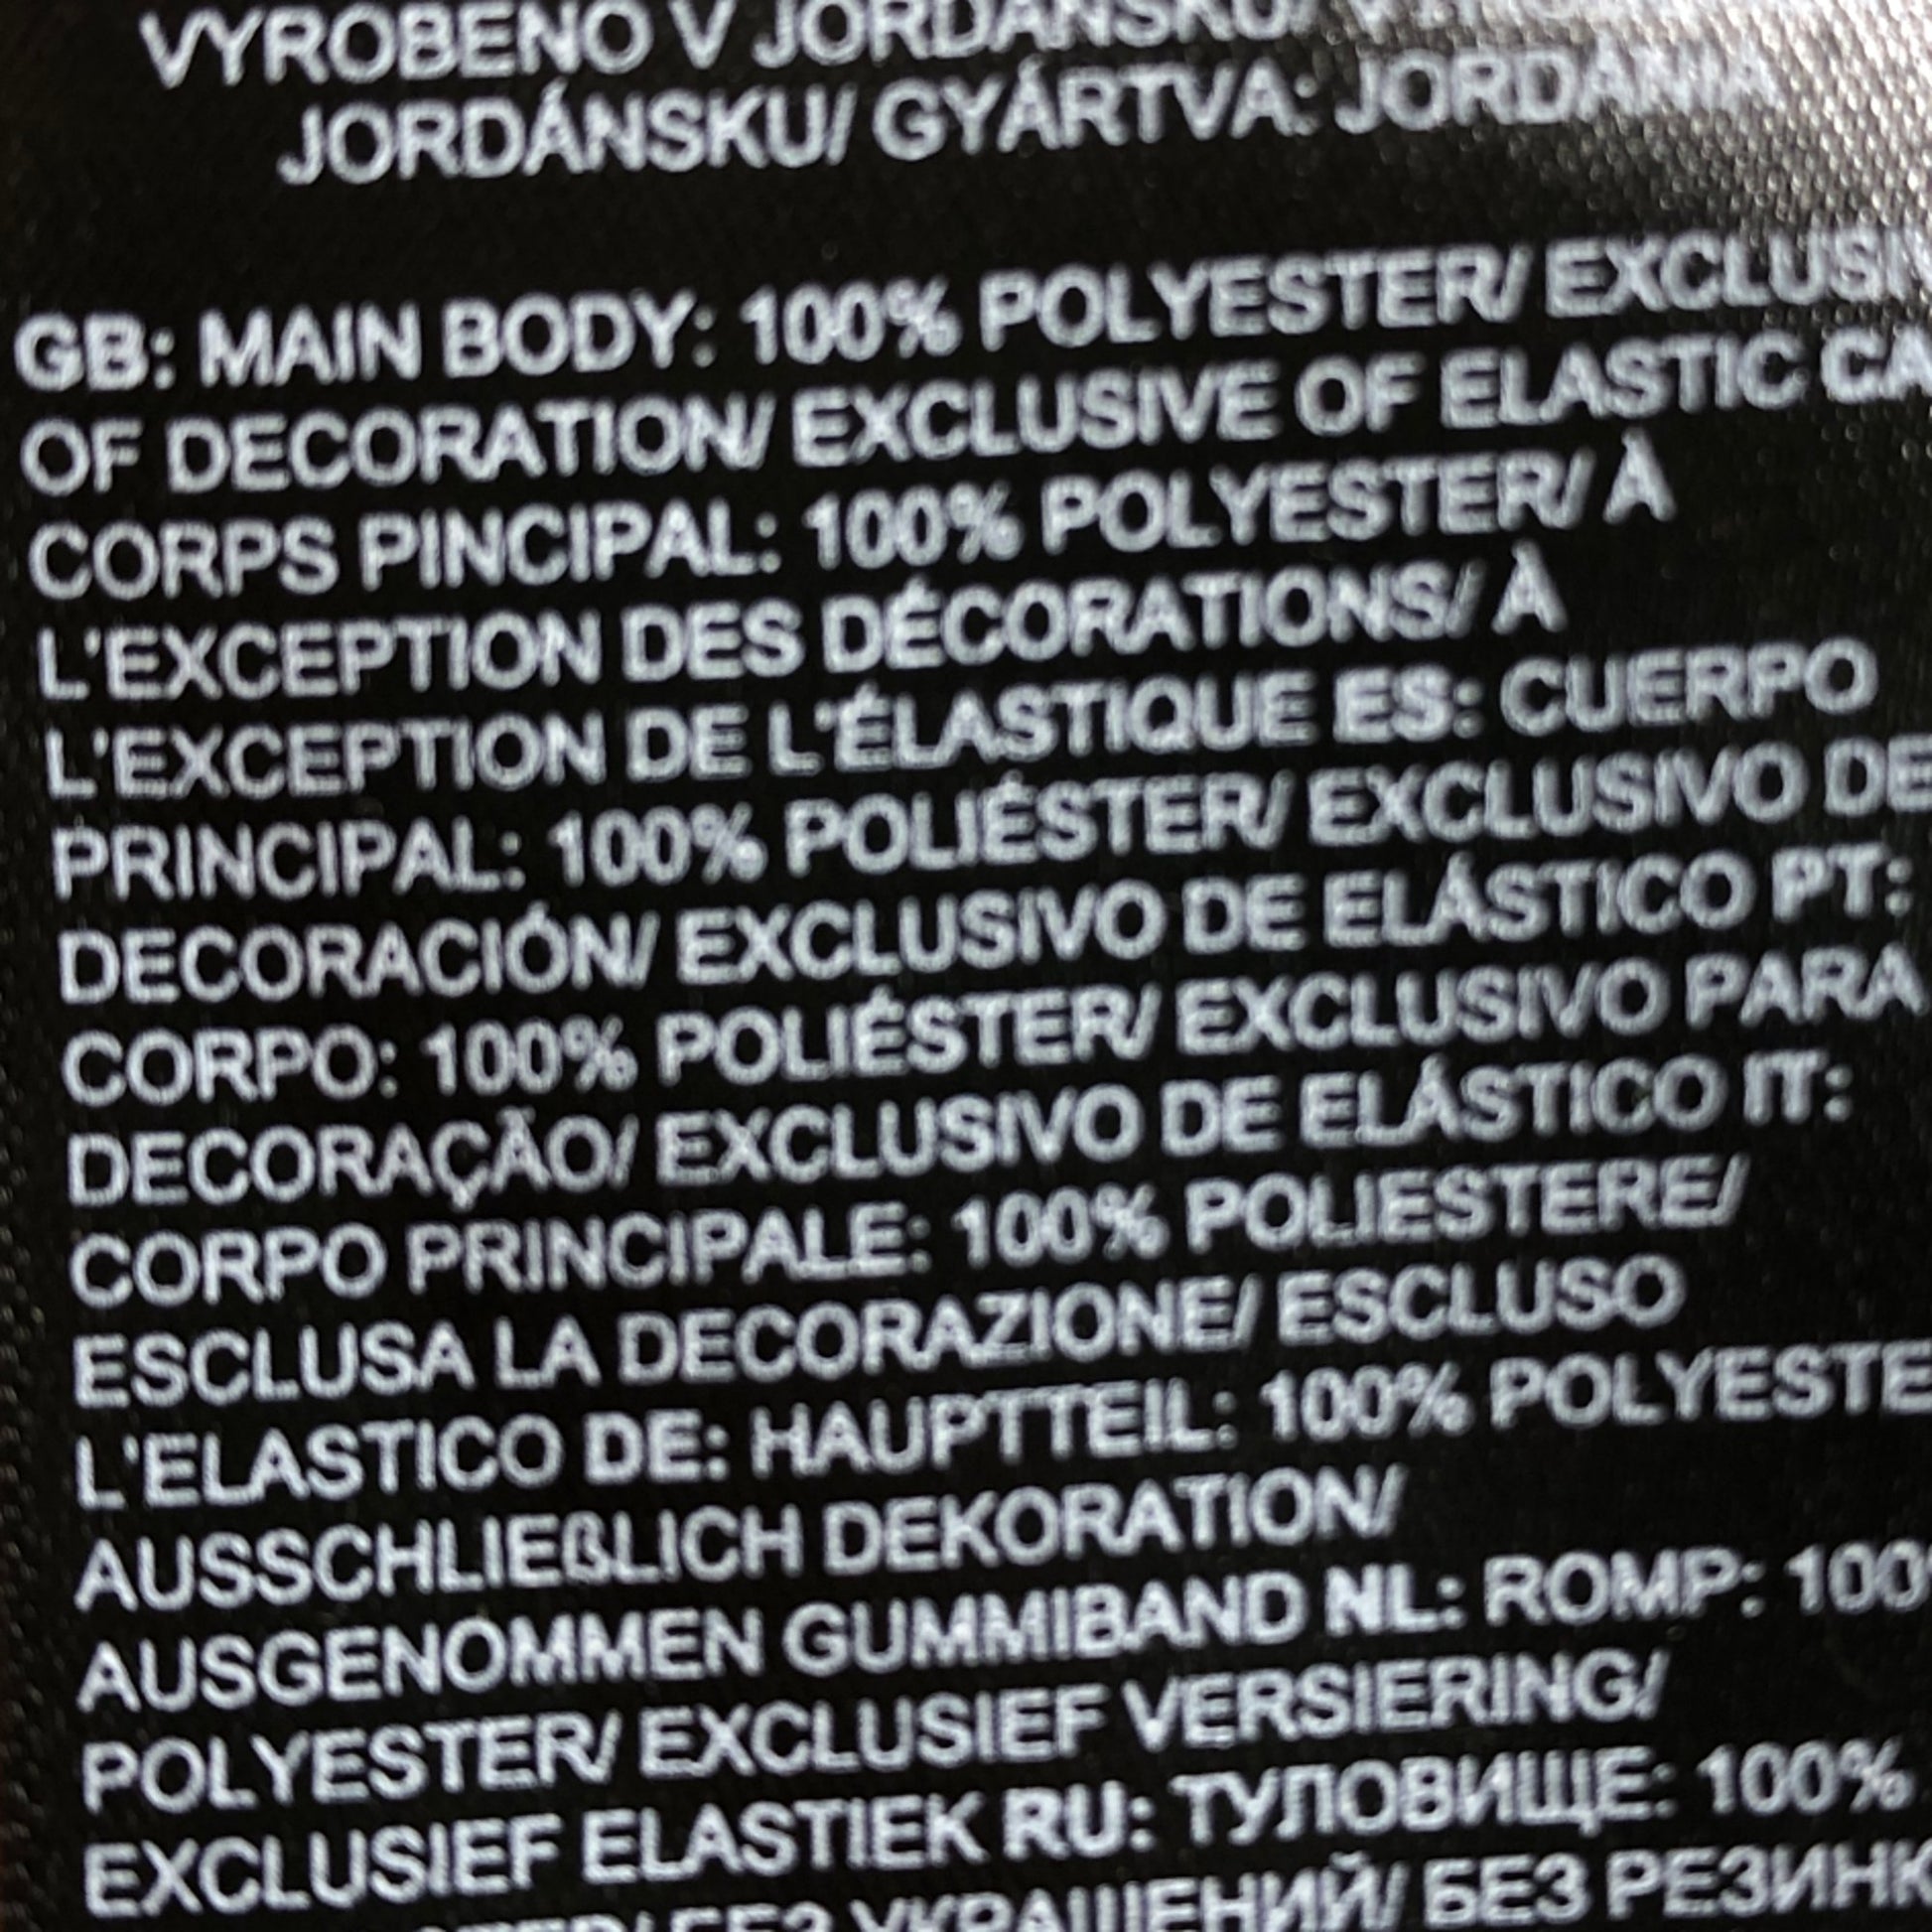 VYROBENO V JORDÁNSKU/
JORDÁNSKU/ GYÁRTVA: JORDÁNIA
GB: MAIN BODY: 100% POLYESTER/
OF DECORATION/ EXCLUSIVE OF ELASTIC
CORPS PINCIPAL: 100% POLYESTER/ À
L'EXCEPTION DES DÉCORATIONS/ À
L'EXCEPTION DE L'ÉLASTIQUE ES: CUERPO
PRINCIPAL: 100% POLIÉSTER/ EXCLUSIVO DE
DECORACIÓN/ EXCLUSIVO DE ELÁSTICO PT:
CORPO: 100% POLIÉSTER/ EXCLUSIVO PARA
DECORAÇÃO/ EXCLUSIVO DE ELÁSTICO IT:
CORPO PRINCIPALE: 100% POLIESTERE/
ESCLUSA LA DECORAZIONE/ ESCLUSO
L'ELASTICO DE: HAUPTTEIL: 100% POLYESTE
AUSSCHLIEßLICH DEKORATION/
AUSGENOMMEN GUMMIBAND NL: ROMP: 100
POLYESTER/ EXCLUSIEF VERSIERING/
EXCLUSIEF ELASTIEK RU: ТУЛОВИЩЕ: 100%
БЕЗ УКРАШЕНИЙ/ БЕЗ РЕЗИНК